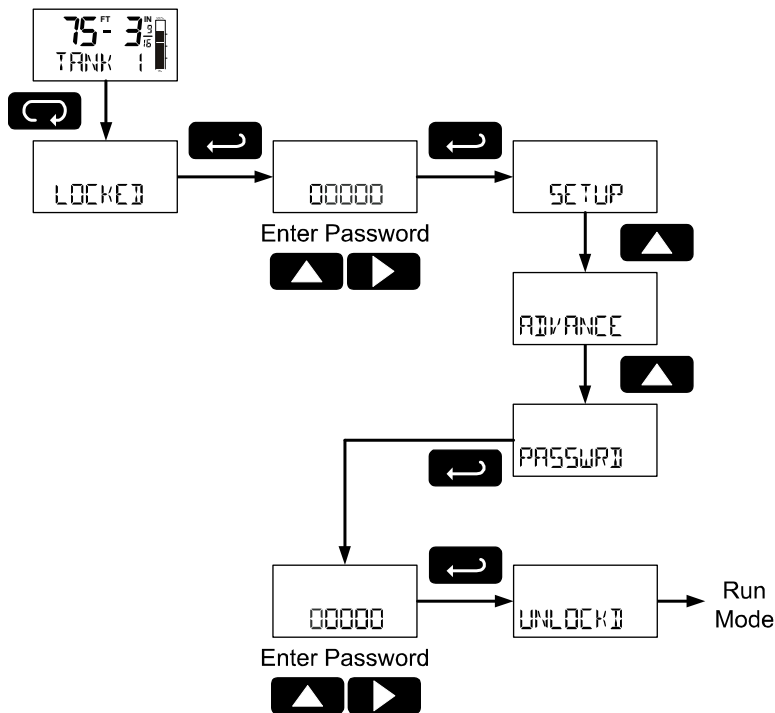 75 FT - 3 IN 9/16
TANK 1
LOCKED
00000
SETUP
Enter Password
ADVANCE
PASSWRD
00000
UNLOCKD
Run
Mode
Enter Password